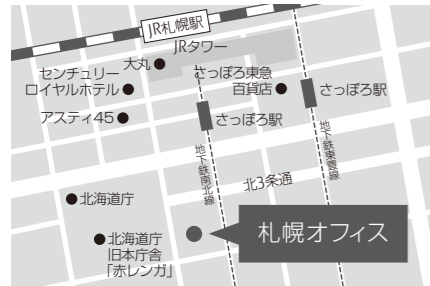 JR札幌駅
JRタワー
大丸
センチュリー
ロイヤルホテル
さっぽろ東急
百貨店
さっぽろ駅
アスティ45
さっぽろ駅
地下鉄南北線
地下鉄東豊線
北3条通
北海道庁
札幌オフィス
北海道庁
旧本庁舎
「赤レンガ」